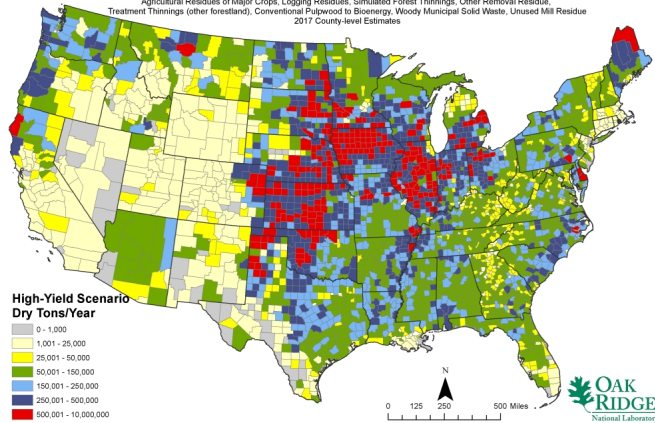 Agricultural Residues of Major Crops, Logging Residues, Simulated Forest Thinnings, Other Removal Residue,
Treatment Thinnings (other forestland), Conventional Pulpwood to Bioenergy, Woody Municipal Solid Waste, Unused Mill Residue
2017 County-level Estimates
High-Yield Scenario
Dry Tons/Year
0 - 1,000
1,001 - 25,000
25,001 - 50,000
50,001 - 150,000
150,001 - 250,000
250,001 - 500,000
500,001 - 10,000,000
N
0 125 250 500 Miles
OAK
RIDGE
National Laborator